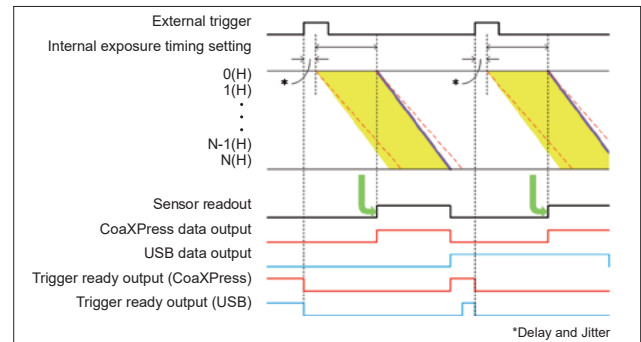 External trigger
Internal exposure timing setting
*
*
0(H)
1(H)
N-1(H)
N(H)
Sensor readout
CoaXPress data output
USB data output
Trigger ready output (CoaXPress)
Trigger ready output (USB)
*Delay and Jitter